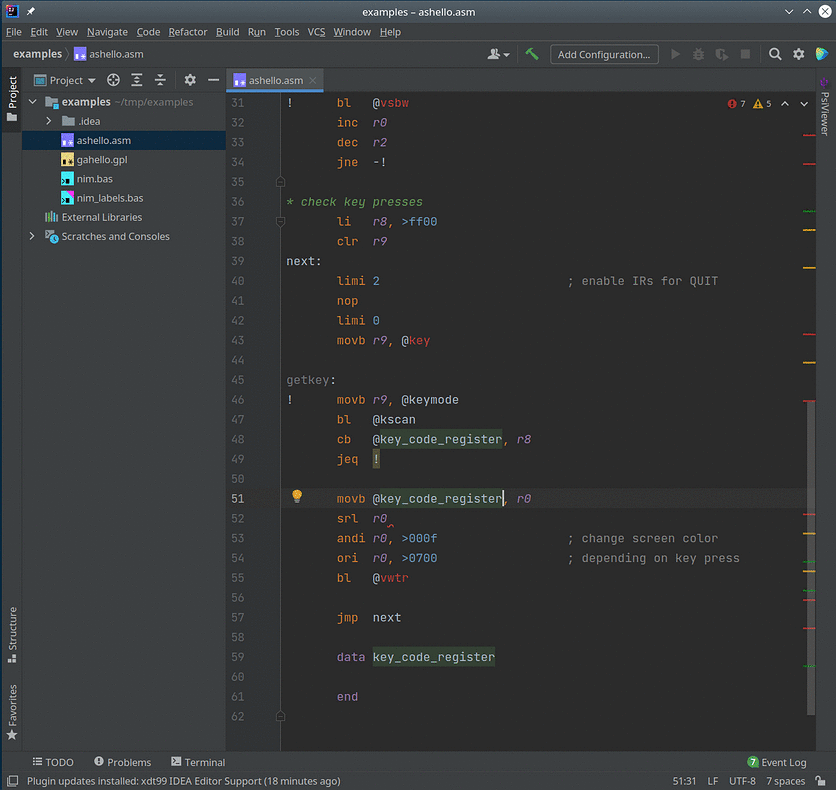 examples – ashello.asm
File Edit View Navigate Code Refactor Build Run Tools VCS Window Help
examples ashello.asm Add Configuration...
Project
Project
ashello.asm
examples ~/tmp/examples
.idea
ashello.asm
gahello.gpl
nim.bas
nim_labels.bas
External Libraries
Scratches and Consoles
7 5
31 ! bl @vsbw
32 inc r0
33 dec r2
34 jne -!
35
36 * check key presses
37 li r8, >ff00
38 clr r9
39 next:
40 limi 2 ; enable IRs for QUIT
41 nop
42 limi 0
43 movb r9, @key
44
45 getkey:
46 ! movb r9, @keymode
47 bl @kscan
48 cb @key_code_register, r8
49 jeq !
50
51 movb @key_code_register, r0
52 srl r0
53 andi r0, >000f ; change screen color
54 ori r0, >0700 ; depending on key press
55 bl @vwtr
56
57 jmp next
58
59 data key_code_register
60
61 end
62
PsiViewer
Structure
Favorites
TODO Problems Terminal 7 Event Log
Plugin updates installed: xdt99 IDEA Editor Support (18 minutes ago) 51:31 LF UTF-8 7 spaces